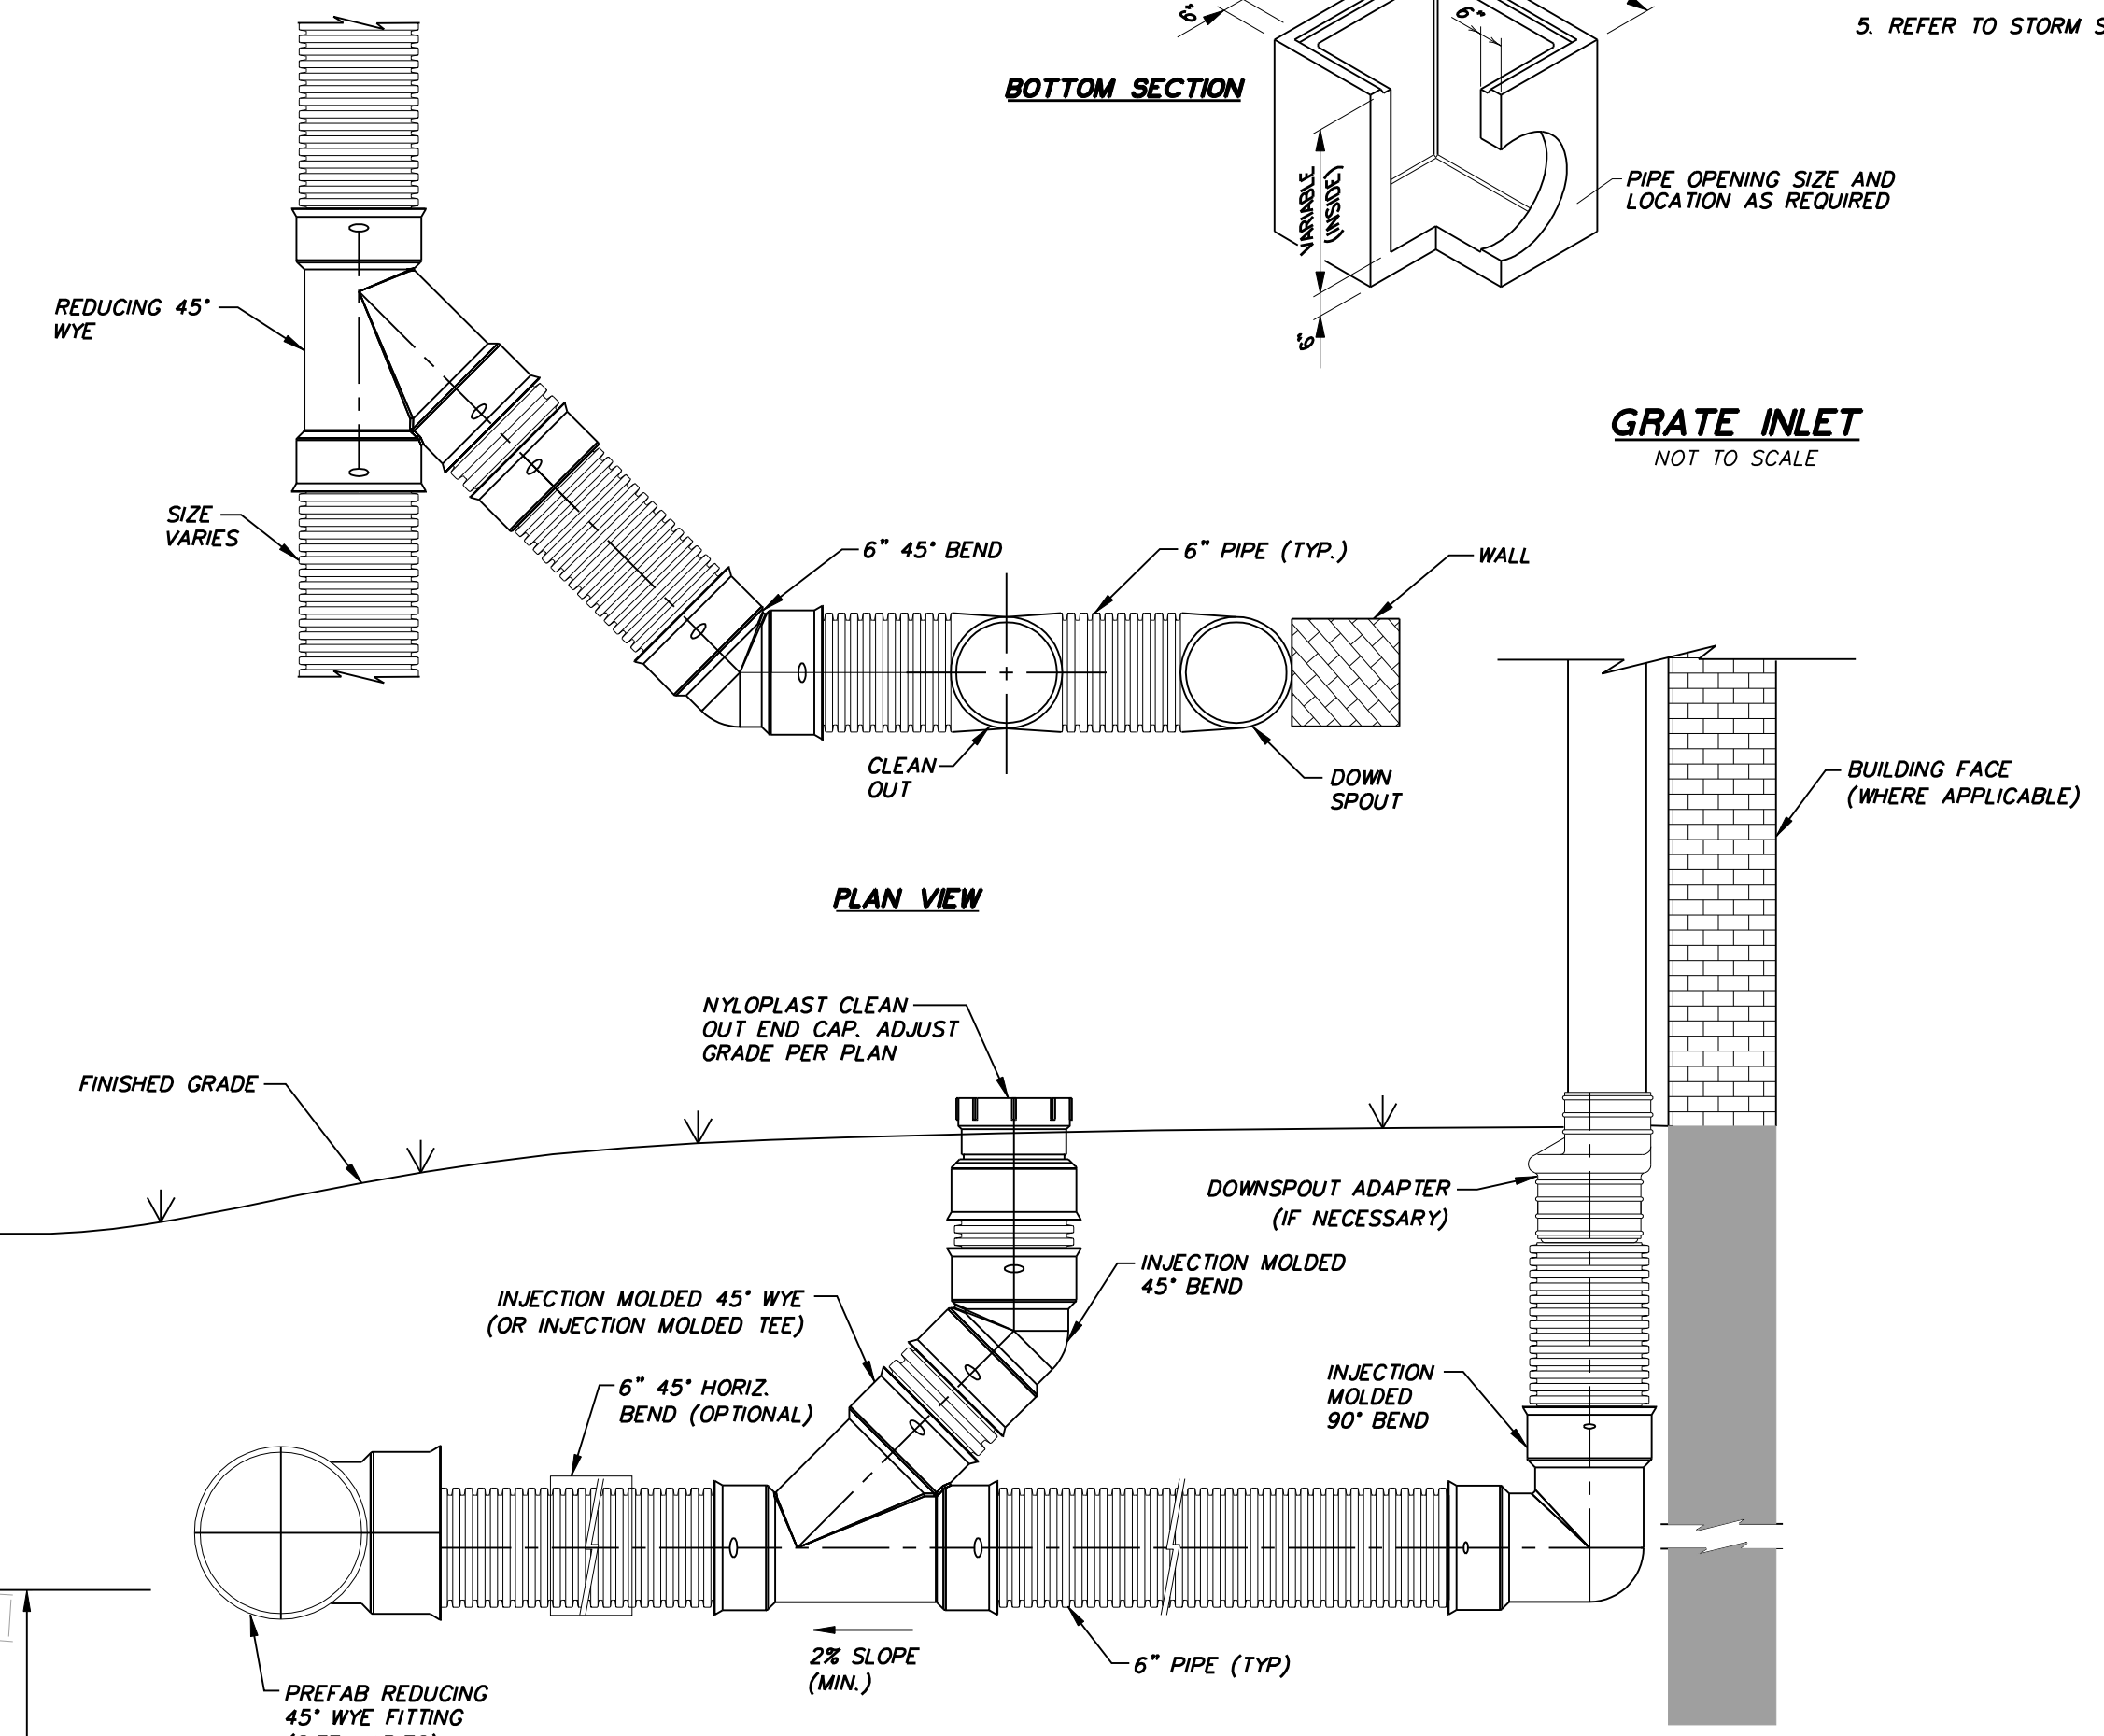 5. REFER TO STORM S
6"
6"
BOTTOM SECTION
VARIABLE
(INSIDE)
6"
PIPE OPENING SIZE AND
LOCATION AS REQUIRED
GRATE INLET
NOT TO SCALE
REDUCING 45°
WYE
SIZE
VARIES
6" 45° BEND
6" PIPE (TYP.)
WALL
CLEAN
OUT
DOWN
SPOUT
BUILDING FACE
(WHERE APPLICABLE)
PLAN VIEW
NYLOPLAST CLEAN
OUT END CAP. ADJUST
GRADE PER PLAN
FINISHED GRADE
DOWNSPOUT ADAPTER
(IF NECESSARY)
INJECTION MOLDED
45° BEND
INJECTION MOLDED 45° WYE
(OR INJECTION MOLDED TEE)
6" 45° HORIZ.
BEND (OPTIONAL)
INJECTION
MOLDED
90° BEND
2% SLOPE
(MIN.)
6" PIPE (TYP)
PREFAB REDUCING
45° WYE FITTING